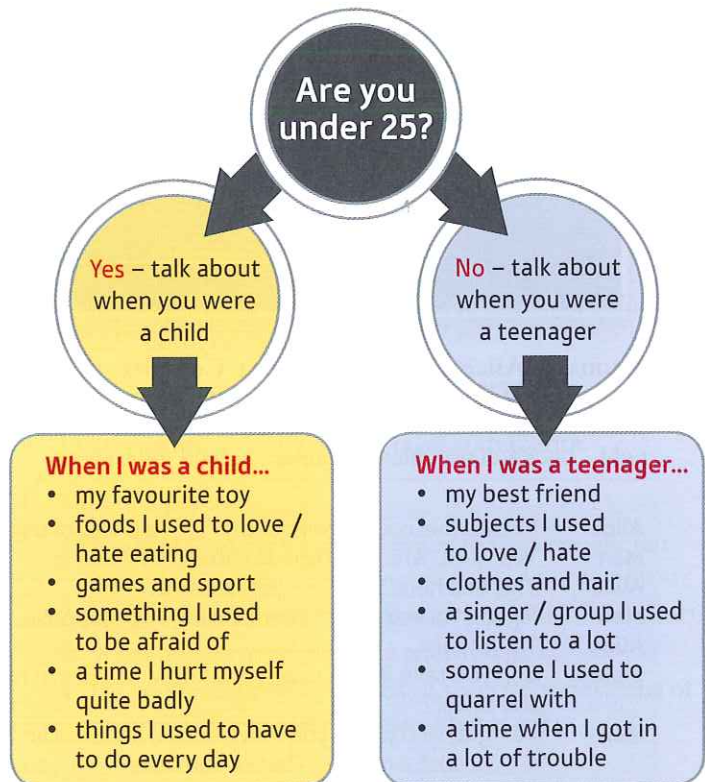 Are you
under 25?
Yes – talk about
when you were
a child
No – talk about
when you were
a teenager
When I was a child...
• my favourite toy
• foods I used to love /
hate eating
• games and sport
• something I used
to be afraid of
• a time I hurt myself
quite badly
• things I used to have
to do every day
When I was a teenager...
• my best friend
• subjects I used
to love / hate
• clothes and hair
• a singer / group I used
to listen to a lot
• someone I used to
quarrel with
• a time when I got in
a lot of trouble